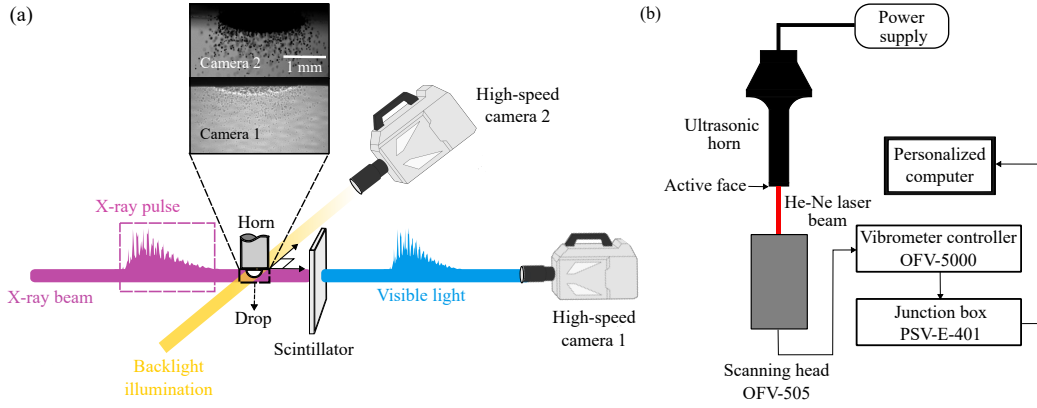 (a)
Camera 2
1 mm
Camera 1
High-speed
camera 2
X-ray pulse
Horn
X-ray beam
Drop
Scintillator
Visible light
High-speed
camera 1
Backlight
illumination
(b)
Power
supply
Ultrasonic
horn
Active face
He-Ne laser
beam
Personalized
computer
Vibrometer controller
OFV-5000
Junction box
PSV-E-401
Scanning head
OFV-505